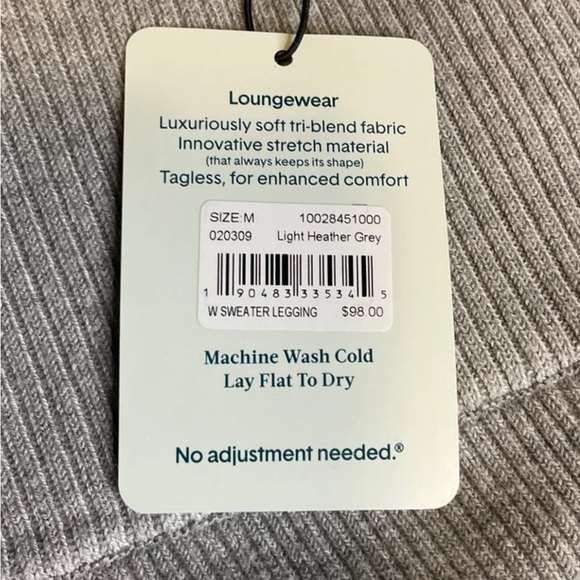 Loungewear
Luxuriously soft tri-blend fabric
Innovative stretch material
(that always keeps its shape)
Tagless, for enhanced comfort
SIZE:M 10028451000
020309 Light Heather Grey
1 90483 33534 5
W SWEATER LEGGING $98.00
Machine Wash Cold
Lay Flat To Dry
No adjustment needed.®